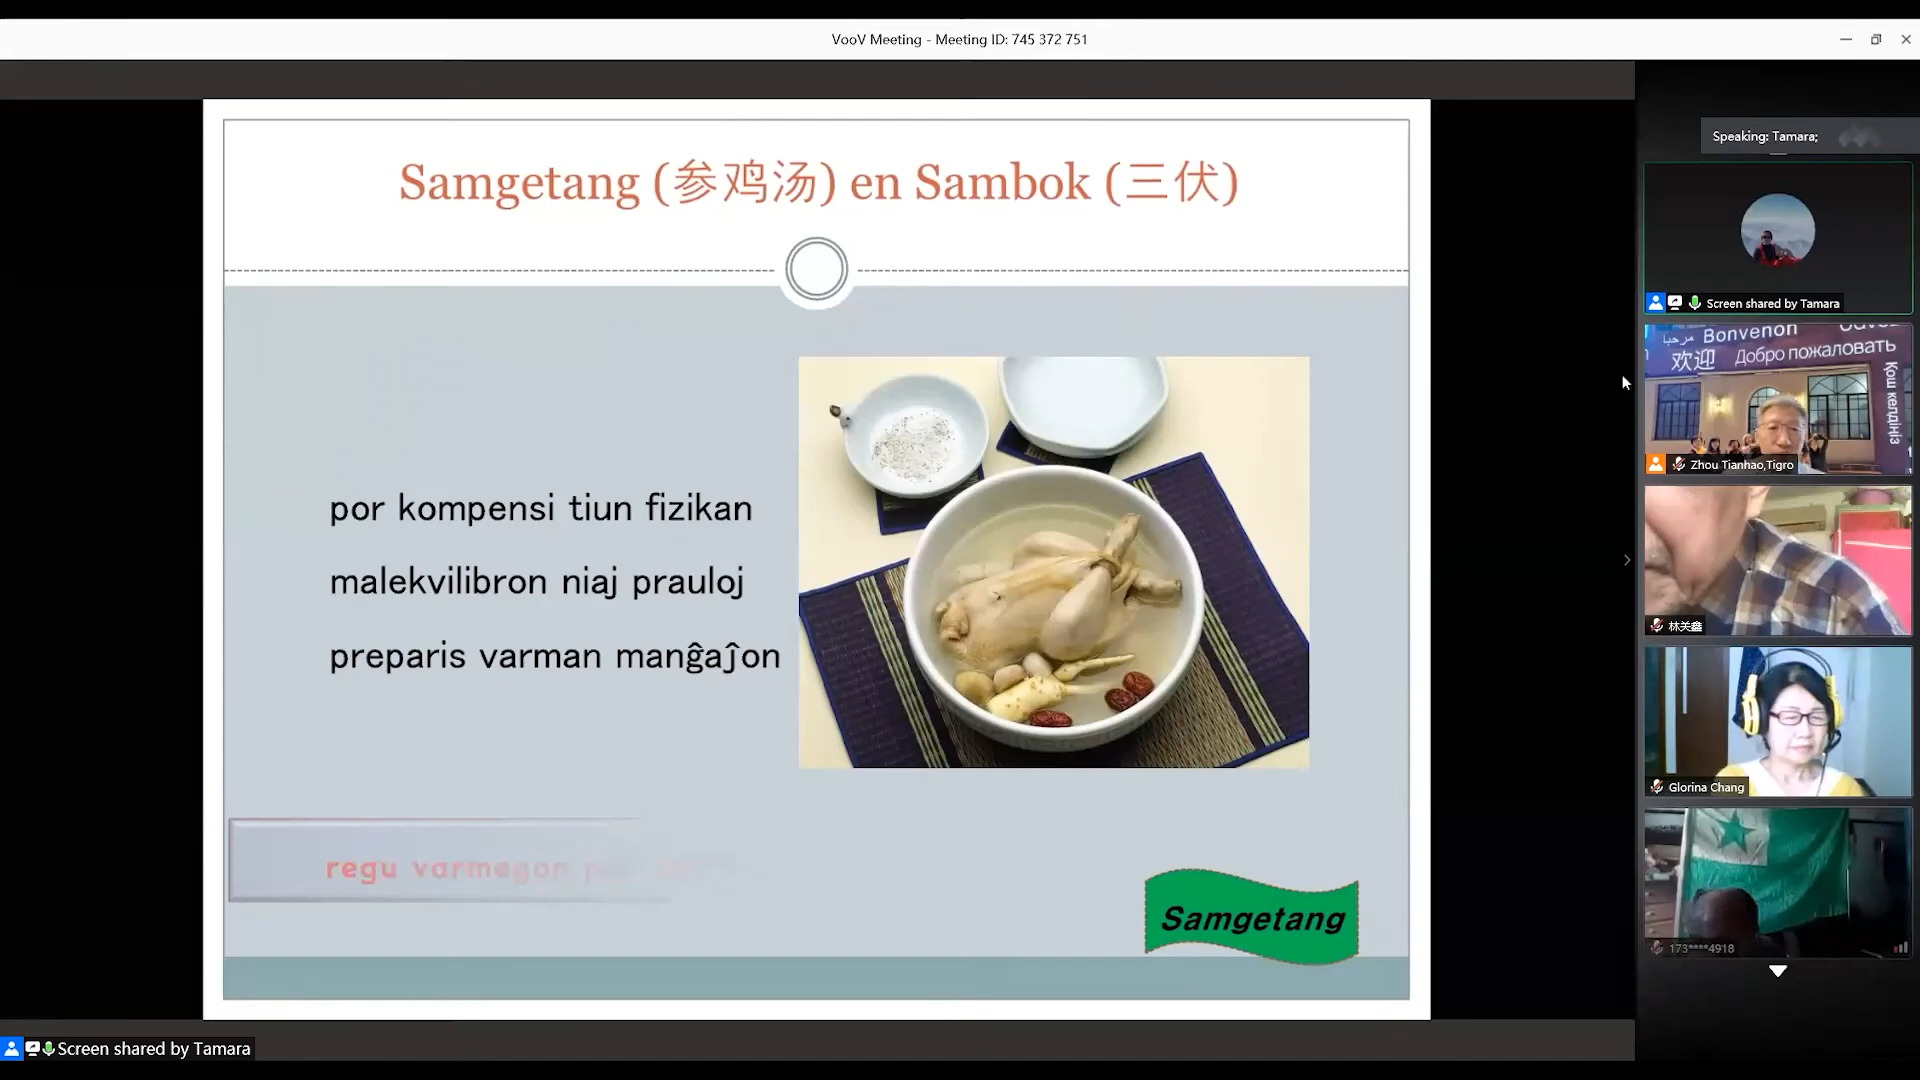 VooV Meeting - Meeting ID: 745 372 751
Speaking: Tamara;
Samgetang (参鸡汤) en Sambok (三伏)
por kompensi tiun fizikan
malekvilibron niaj prauloj
preparis varman manĝaĵon
regu varmegon
Samgetang
Screen shared by Tamara
مرحبا Bonvenon
欢迎 Добро пожаловать
Қош келдіңіз
Zhou Tianhao,Tigro
林关鑫
Glorina Chang
173****4918
Screen shared by Tamara